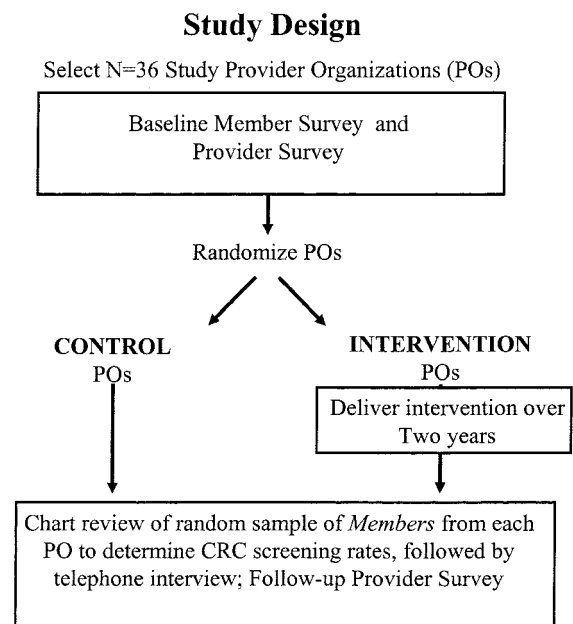 Study Design
Select N=36 Study Provider Organizations (POs)
Baseline Member Survey and
Provider Survey
Randomize POs
CONTROL
POs
INTERVENTION
POs
Deliver intervention over
Two years
Chart review of random sample of Members from each
PO to determine CRC screening rates, followed by
telephone interview; Follow-up Provider Survey